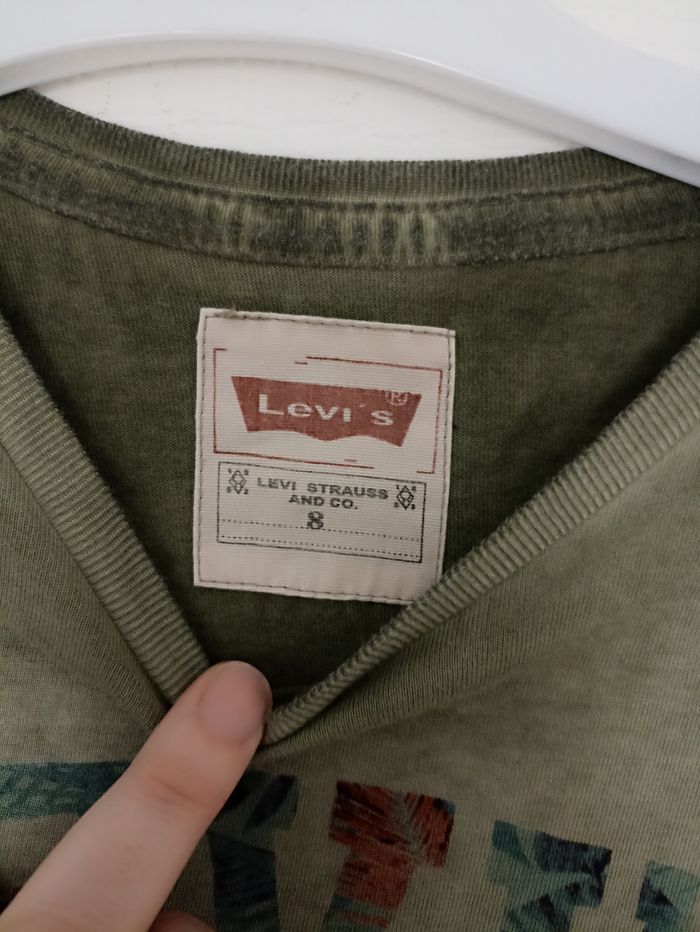 Levi's®
LEVI STRAUSS
AND CO.
8